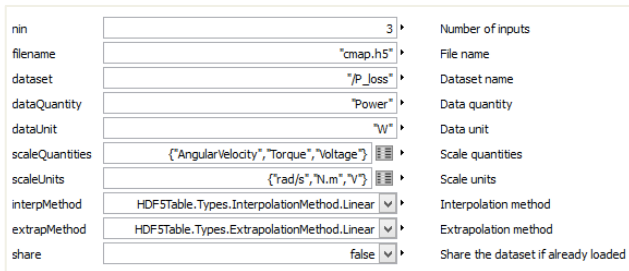 nin 3 Number of inputs
filename "cmap.h5" File name
dataset "/P_loss" Dataset name
dataQuantity "Power" Data quantity
dataUnit "W" Data unit
scaleQuantities {"AngularVelocity","Torque","Voltage"} Scale quantities
scaleUnits {"rad/s","N.m","V"} Scale units
interpMethod HDF5Table.Types.InterpolationMethod.Linear Interpolation method
extrapMethod HDF5Table.Types.ExtrapolationMethod.Linear Extrapolation method
share false Share the dataset if already loaded